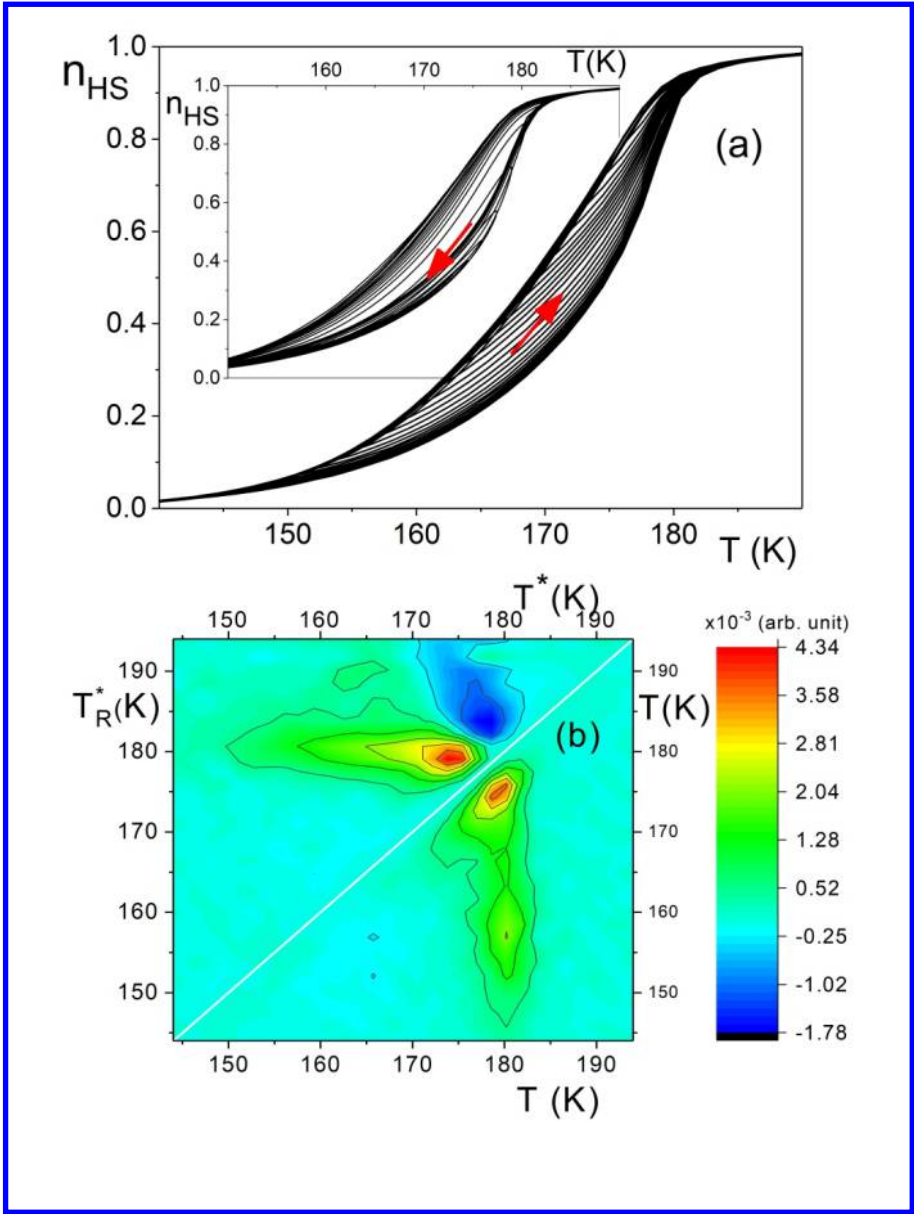 1.0
n_HS
0.8
0.6
0.4
0.2
0.0
160 170 180 T(K)
1.0
n_HS
0.8
0.6
0.4
0.2
0.0
(a)
150 160 170 180 T (K)
T*(K)
150 160 170 180 190
190
T*_R(K)
180
170
160
150
(b)
190
T(K)
180
170
160
150
150 160 170 180 190
T (K)
x10⁻³ (arb. unit)
4.34
3.58
2.81
2.04
1.28
0.52
-0.25
-1.02
-1.78